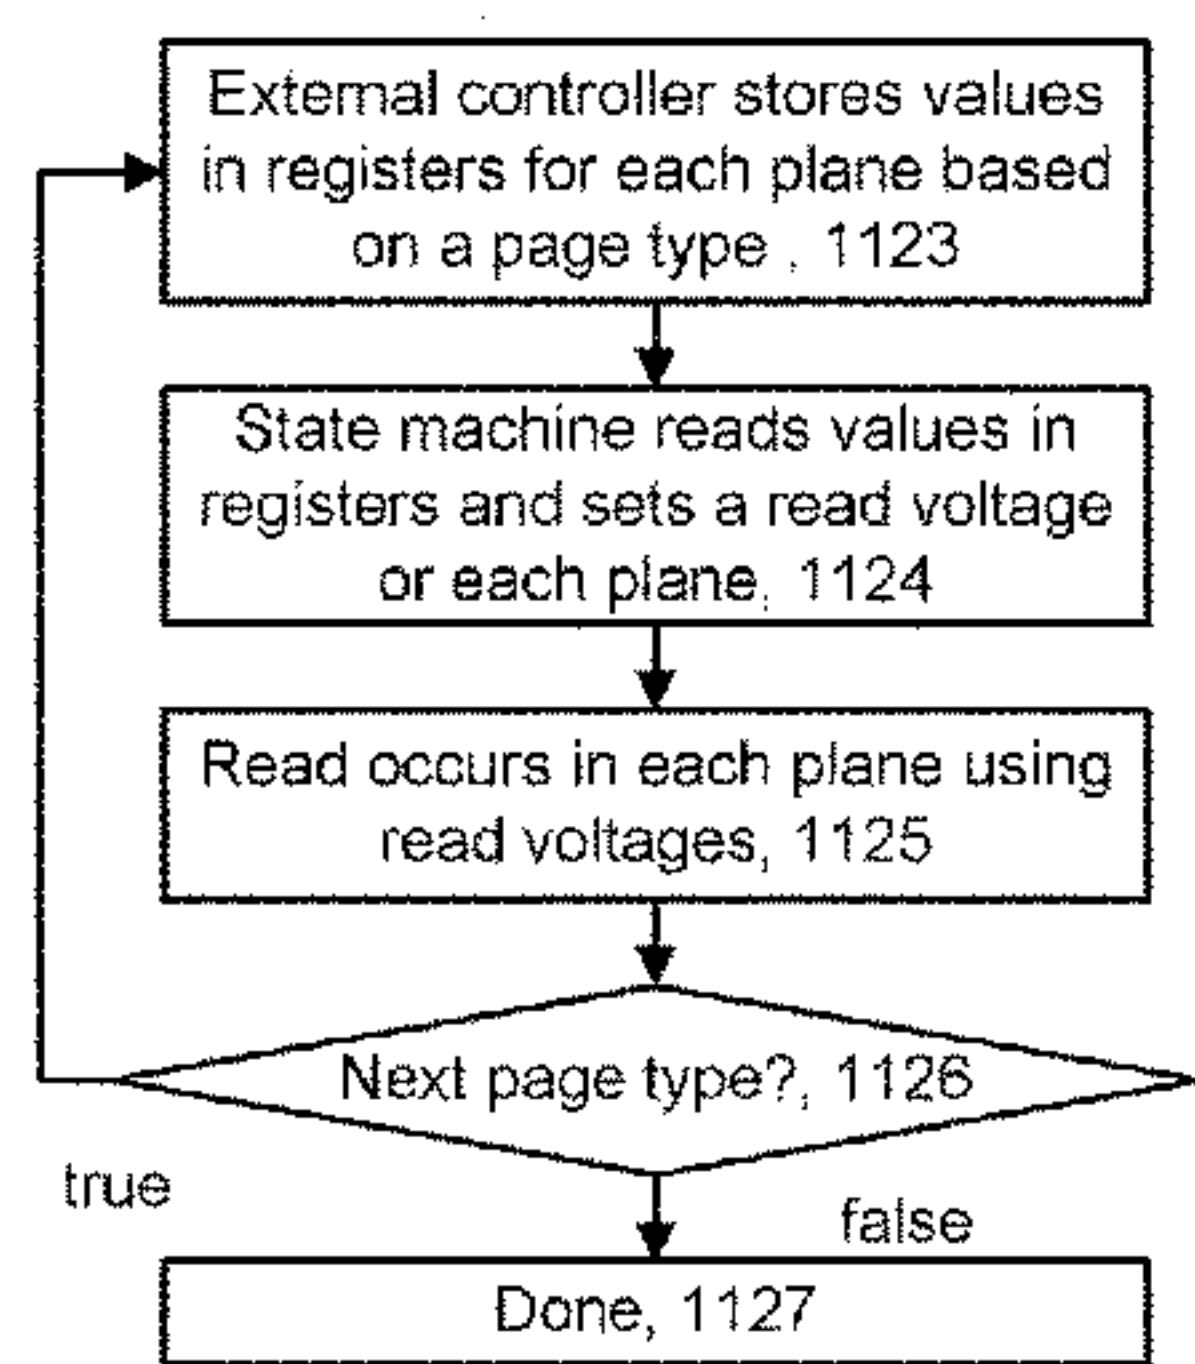 External controller stores values
in registers for each plane based
on a page type , 1123
State machine reads values in
registers and sets a read voltage
or each plane, 1124
Read occurs in each plane using
read voltages, 1125
Next page type?, 1126
true
false
Done, 1127